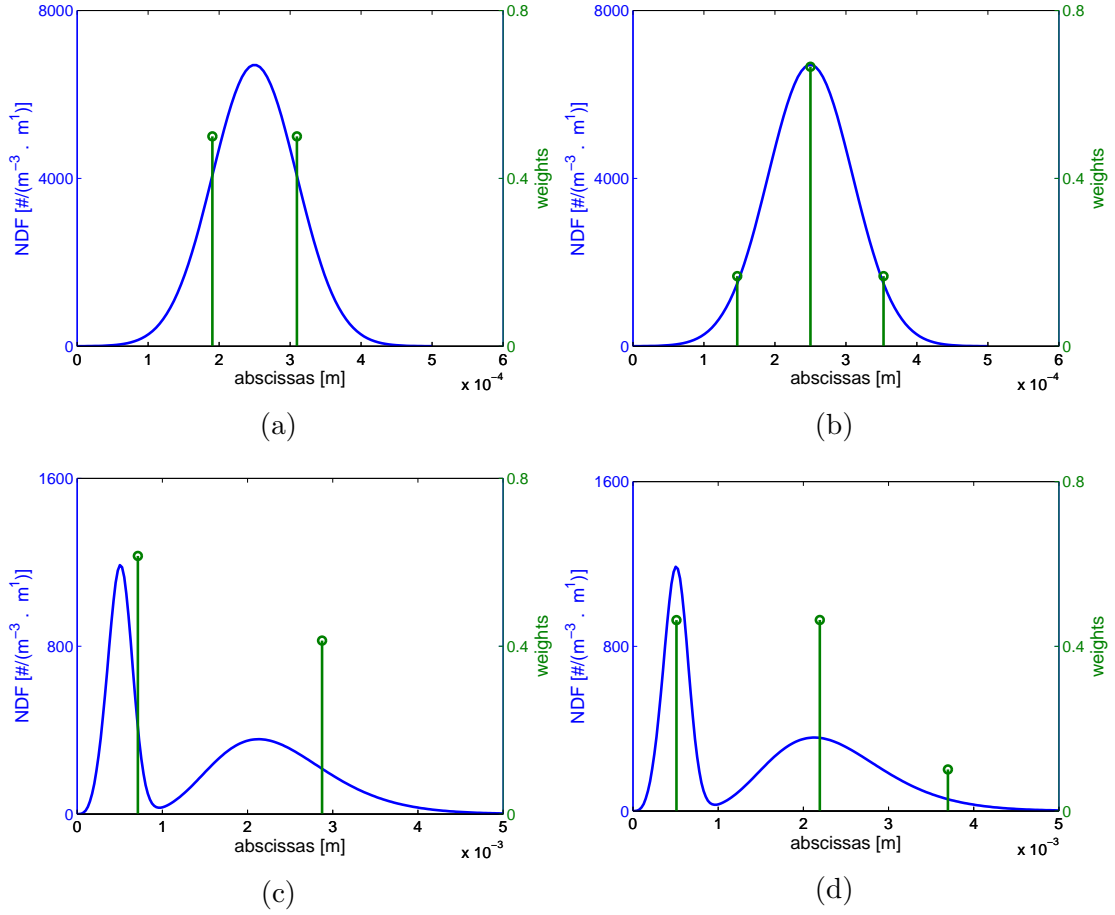 8000
4000
0
NDF [#/(m⁻³ . m¹)]
0.8
0.4
0
weights
0 1 2 3 4 5 6
abscissas [m]
x 10⁻⁴
(a)
8000
4000
0
NDF [#/(m⁻³ . m¹)]
0.8
0.4
0
weights
0 1 2 3 4 5 6
abscissas [m]
x 10⁻⁴
(b)
1600
800
0
NDF [#/(m⁻³ . m¹)]
0.8
0.4
0
weights
0 1 2 3 4 5
abscissas [m]
x 10⁻³
(c)
1600
800
0
NDF [#/(m⁻³ . m¹)]
0.8
0.4
0
weights
0 1 2 3 4 5
abscissas [m]
x 10⁻³
(d)